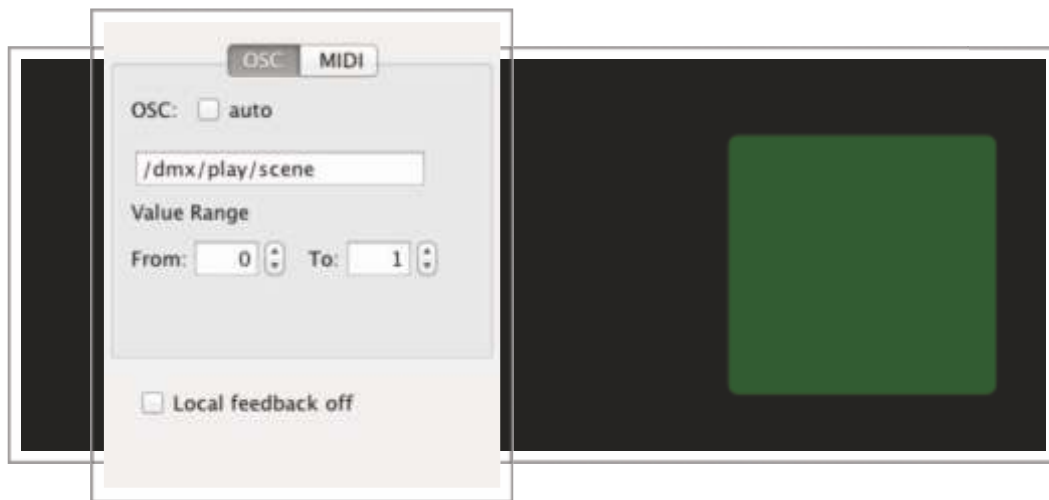 OSC MIDI
OSC: auto
/dmx/play/scene
Value Range
From: 0 To: 1
Local feedback off